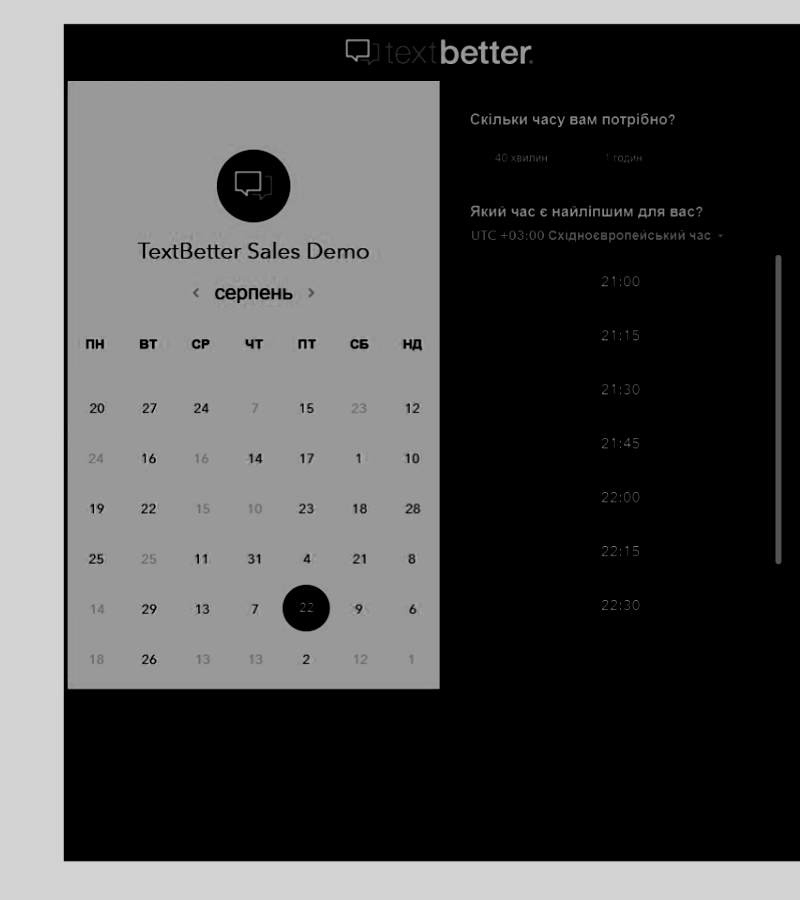 textbetter.
TextBetter Sales Demo
серпень
ПН ВТ СР ЧТ ПТ СБ НД
20 27 24 7 15 23 12
24 16 16 14 17 1 10
19 22 15 10 23 18 28
25 25 11 31 4 21 8
14 29 13 7 22 9 6
18 26 13 13 2 12 1
Скільки часу вам потрібно?
40 хвилин 1 годин
Який час є найліпшим для вас?
UTC +03:00 Східноєвропейський час
21:00
21:15
21:30
21:45
22:00
22:15
22:30